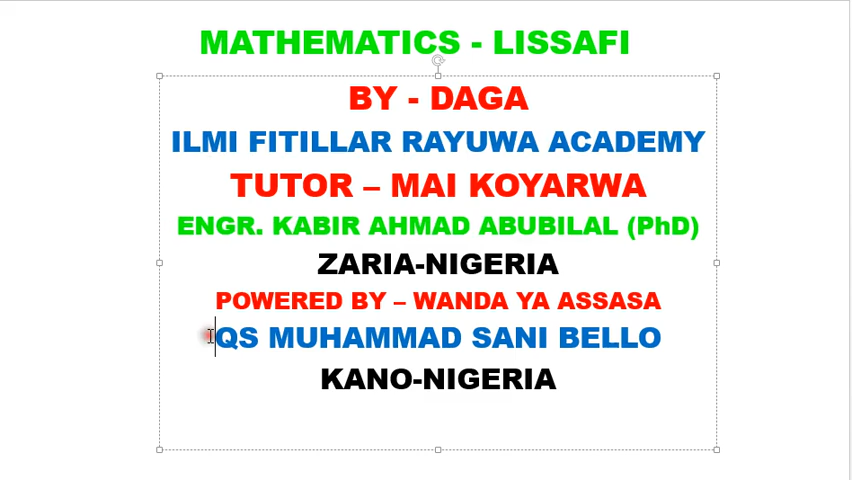 MATHEMATICS - LISSAFI
BY - DAGA
ILMI FITILLAR RAYUWA ACADEMY
TUTOR – MAI KOYARWA
ENGR. KABIR AHMAD ABUBILAL (PhD)
ZARIA-NIGERIA
POWERED BY – WANDA YA ASSASA
QS MUHAMMAD SANI BELLO
KANO-NIGERIA